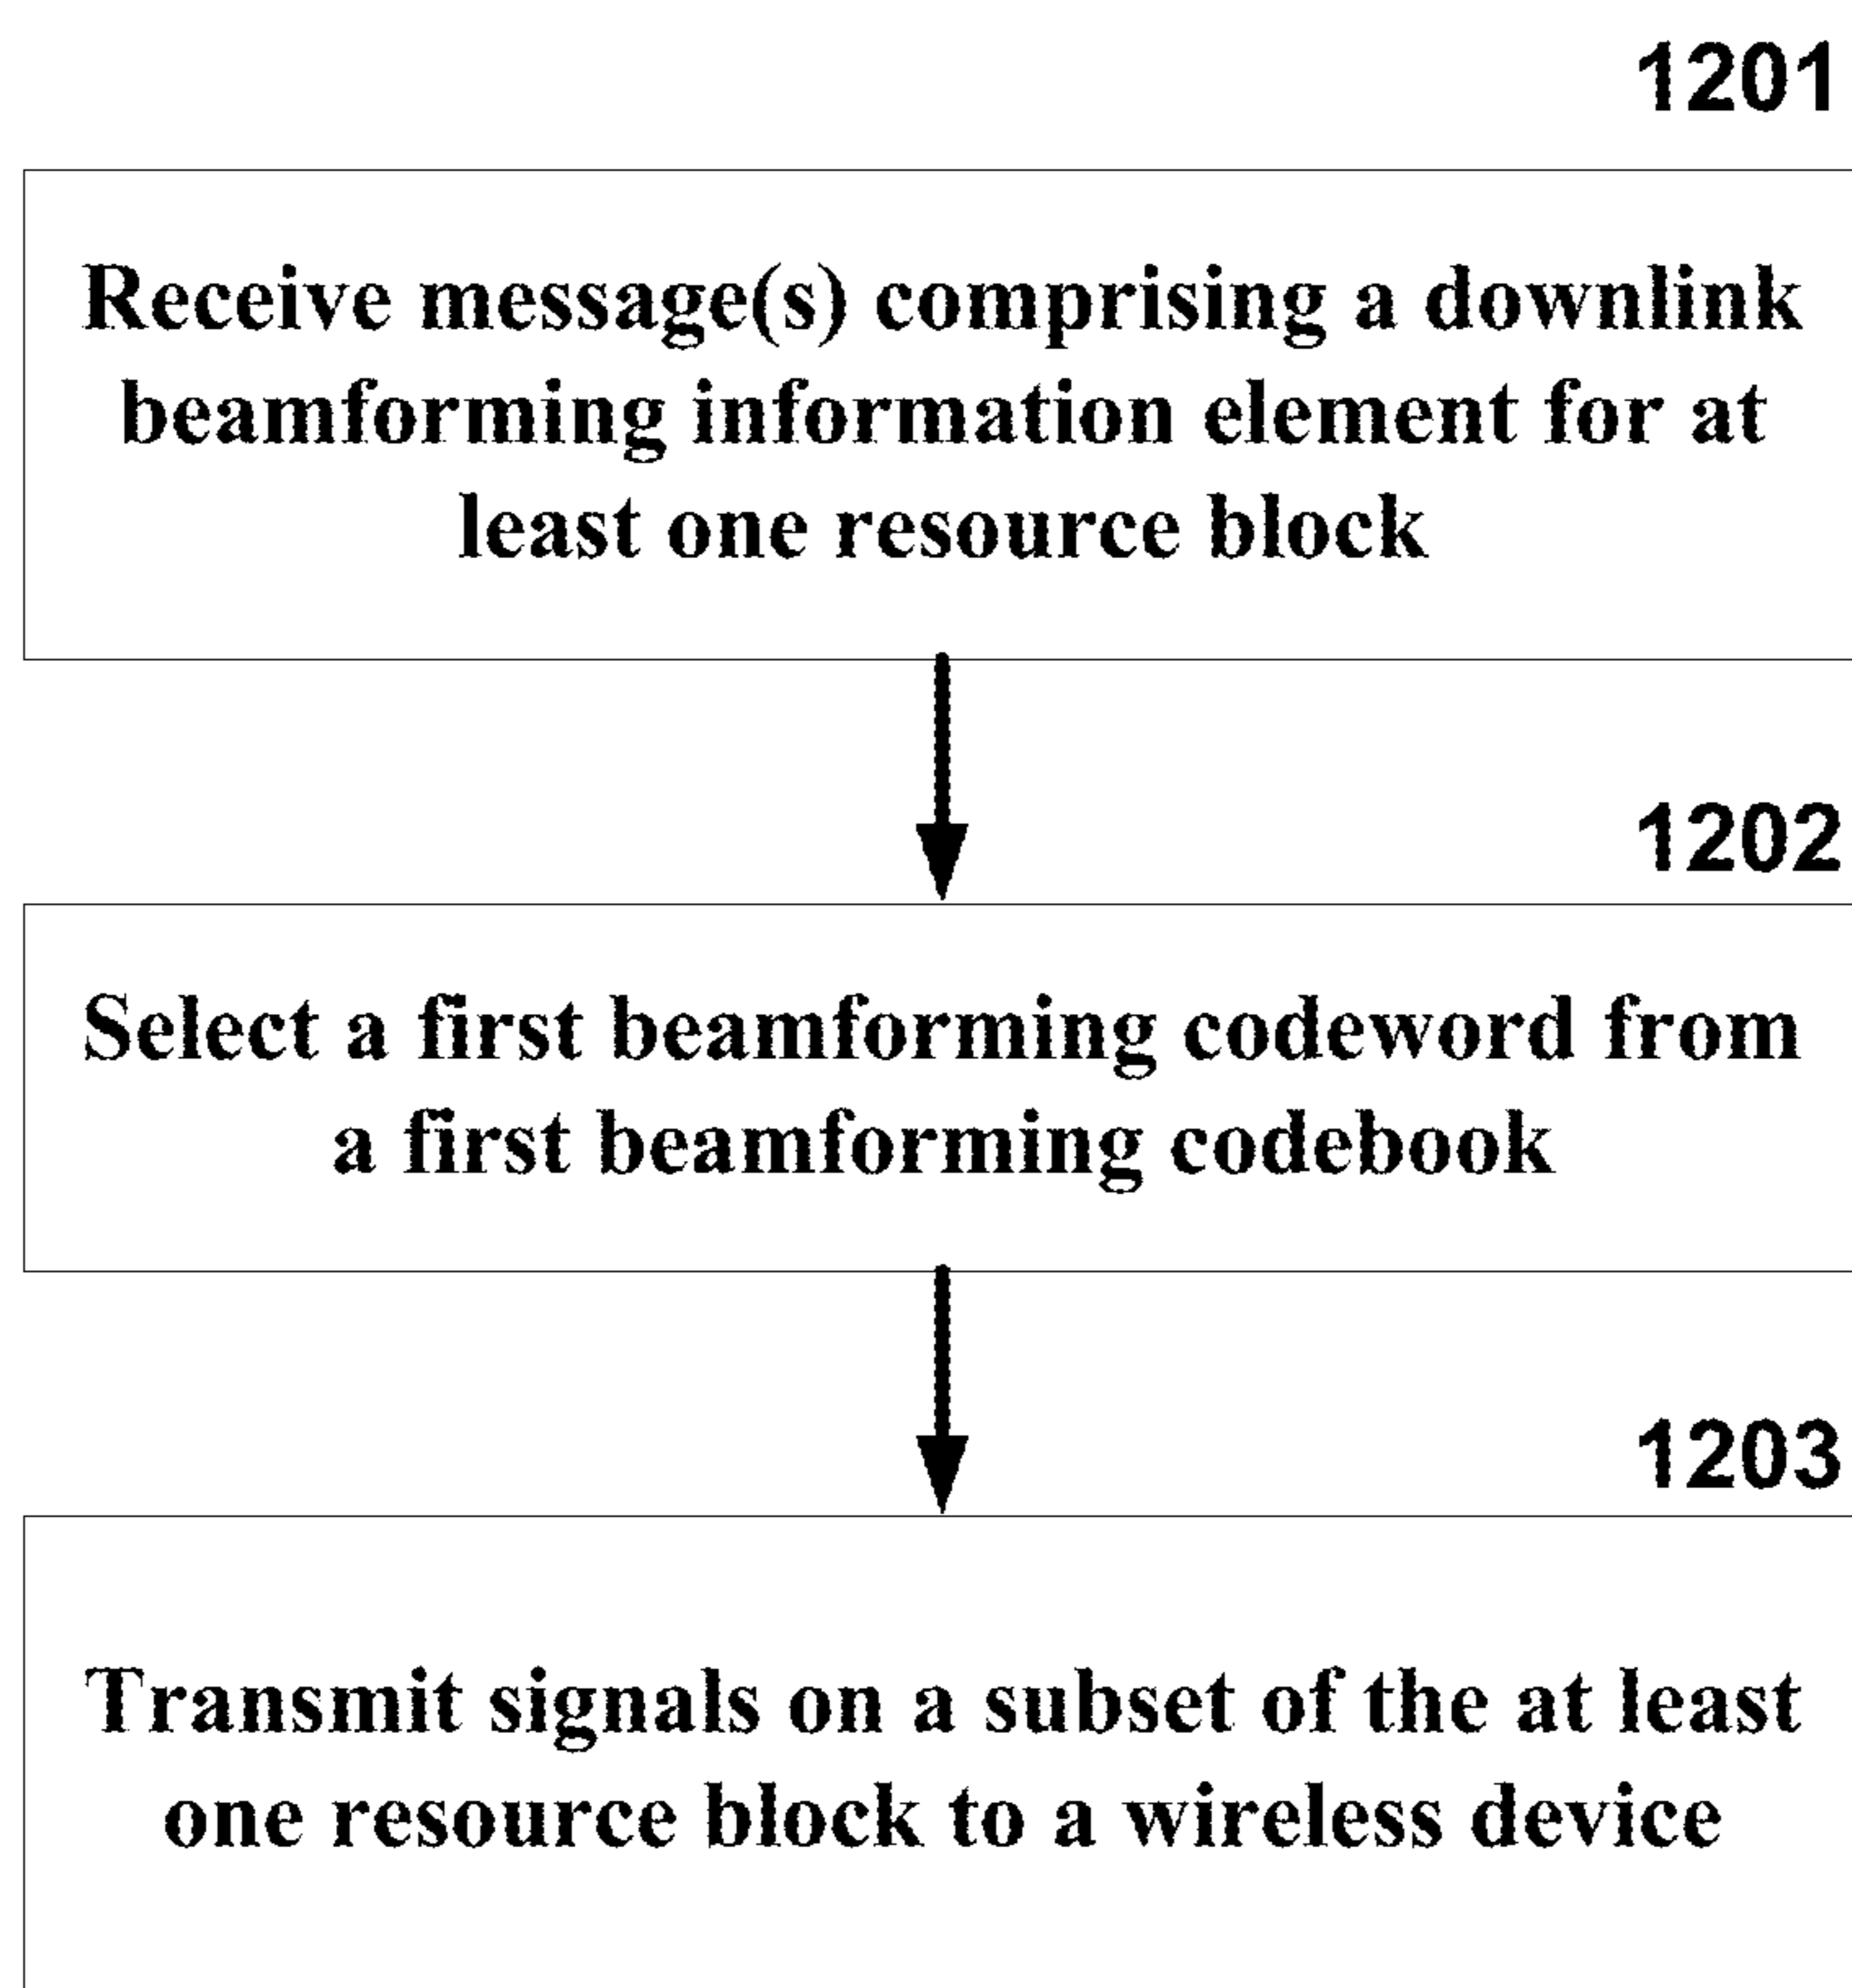 1201
Receive message(s) comprising a downlink
beamforming information element for at
least one resource block
1202
Select a first beamforming codeword from
a first beamforming codebook
1203
Transmit signals on a subset of the at least
one resource block to a wireless device